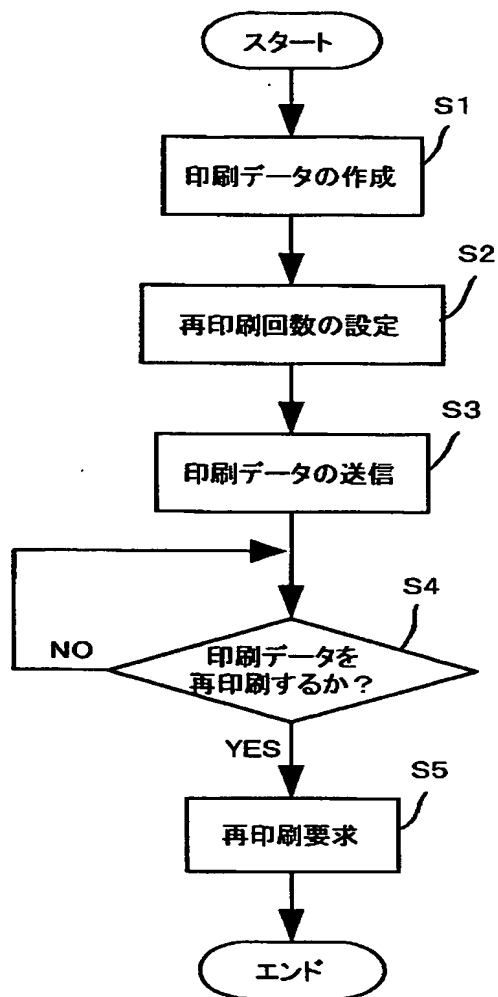 スタート
S1
印刷データの作成
S2
再印刷回数の設定
S3
印刷データの送信
S4
印刷データを
再印刷するか？
NO
YES
S5
再印刷要求
エンド